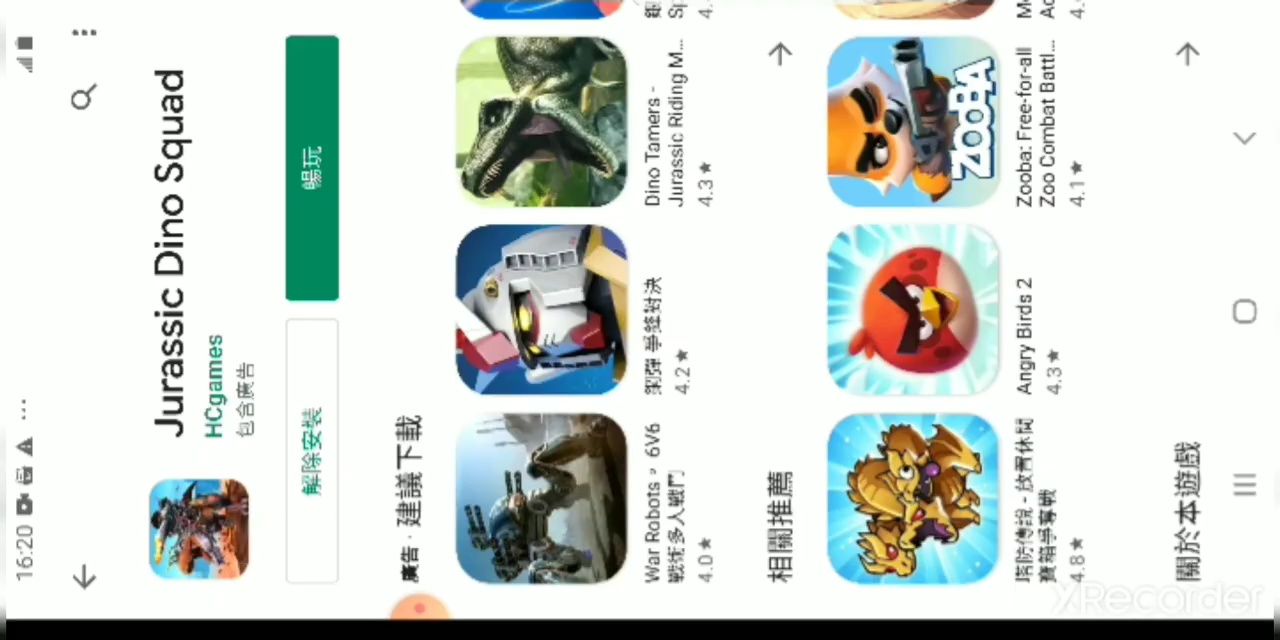 16:20
Jurassic Dino Squad
HCgames
包含廣告
解除安裝
暢玩
廣告 · 建議下載
War Robots。6V6
戰術多人戰鬥
4.0★
鋼彈 爭鋒對決
4.2★
Dino Tamers -
Jurassic Riding M...
4.3★
相關推薦
塔防傳說 - 放置休閒
寶箱爭奪戰
4.8★
Angry Birds 2
4.3★
ZOOBA
Zooba: Free-for-all
Zoo Combat Battl...
4.1★
關於本遊戲
XRecorder